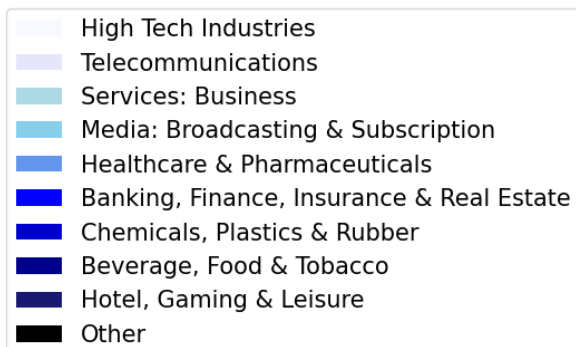 High Tech Industries
Telecommunications
Services: Business
Media: Broadcasting & Subscription
Healthcare & Pharmaceuticals
Banking, Finance, Insurance & Real Estate
Chemicals, Plastics & Rubber
Beverage, Food & Tobacco
Hotel, Gaming & Leisure
Other